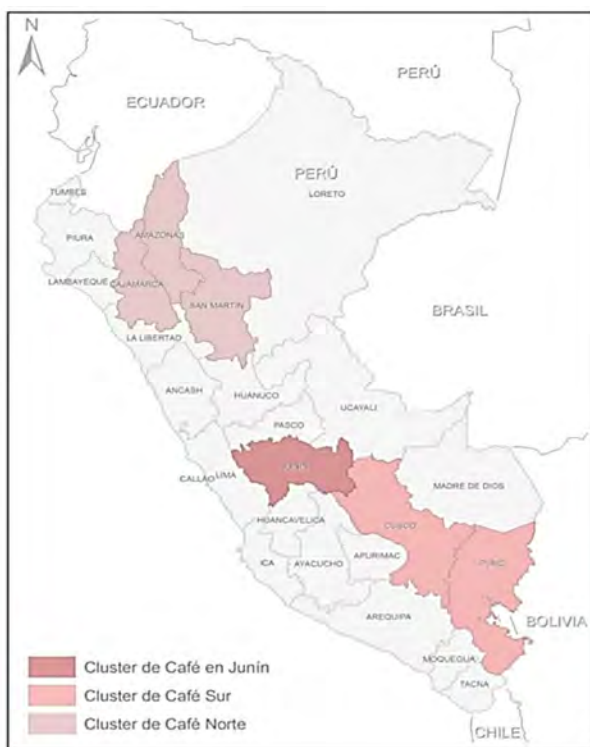 N
PERÚ
ECUADOR
PERÚ
LORETO
TUMBES
PIURA
AMAZONAS
LAMBAYEQUE
CAJAMARCA
SAN MARTIN
BRASIL
LA LIBERTAD
ANCASH
HUANUCO
UCAYALI
PASCO
JUNIN
CALLAO
LIMA
MADRE DE DIOS
HUANCAVELICA
CUSCO
ICA
AYACUCHO
APURIMAC
PUNO
AREQUIPA
BOLIVIA
MOQUEGUA
TACNA
CHILE
Cluster de Café en Junín
Cluster de Café Sur
Cluster de Café Norte